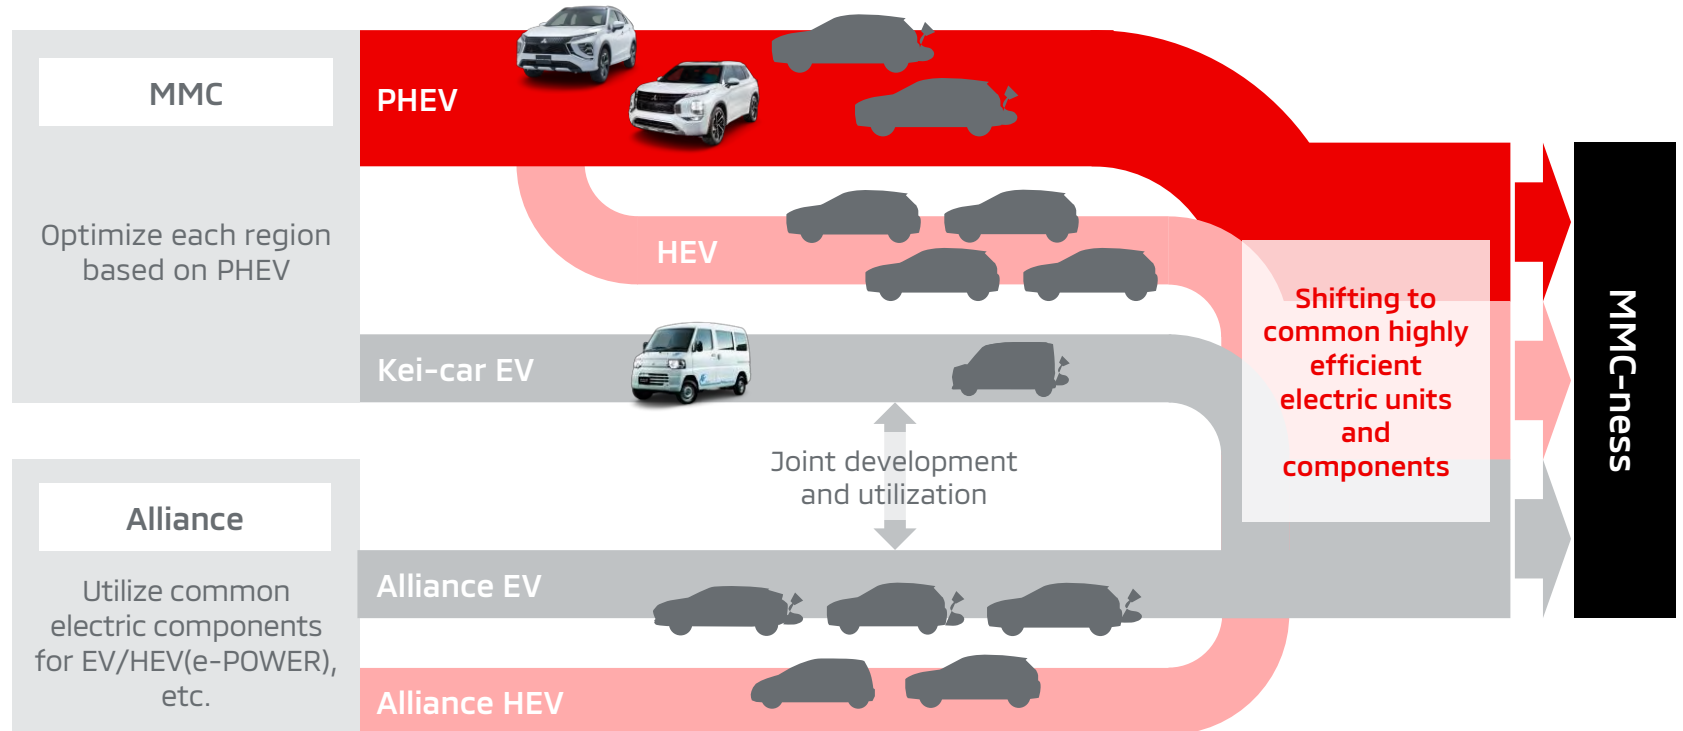 MMC
Optimize each region
based on PHEV
PHEV
HEV
Kei-car EV
Joint development
and utilization
Alliance
Utilize common
electric components
for EV/HEV(e-POWER),
etc.
Alliance EV
Alliance HEV
Shifting to
common highly
efficient
electric units
and
components
MMC-ness